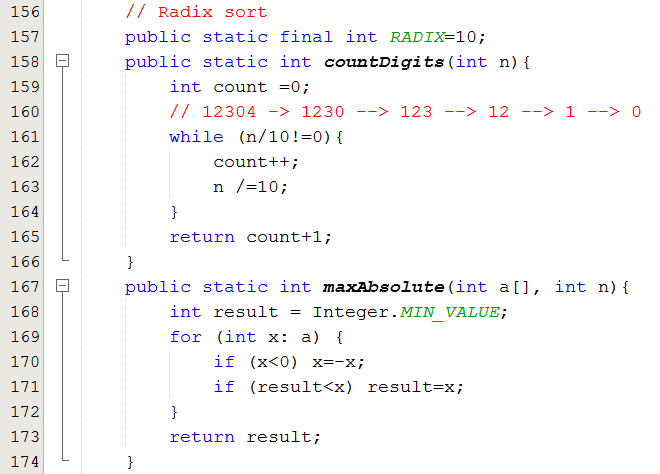 156 // Radix sort
157 public static final int RADIX=10;
158 public static int countDigits(int n){
159 int count =0;
160 // 12304 -> 1230 --> 123 --> 12 --> 1 --> 0
161 while (n/10!=0){
162 count++;
163 n /=10;
164 }
165 return count+1;
166 }
167 public static int maxAbsolute(int a[], int n){
168 int result = Integer.MIN_VALUE;
169 for (int x: a) {
170 if (x<0) x=-x;
171 if (result<x) result=x;
172 }
173 return result;
174 }